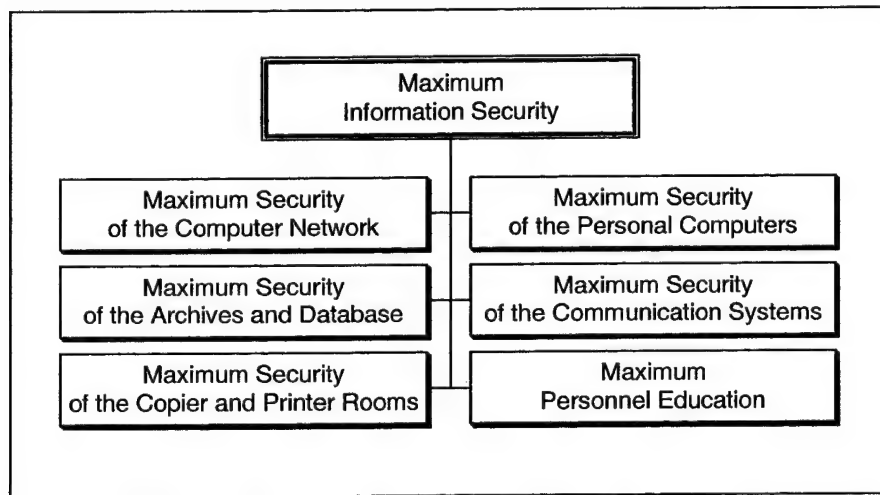 Maximum
Information Security
Maximum Security
of the Computer Network
Maximum Security
of the Personal Computers
Maximum Security
of the Archives and Database
Maximum Security
of the Communication Systems
Maximum Security
of the Copier and Printer Rooms
Maximum
Personnel Education